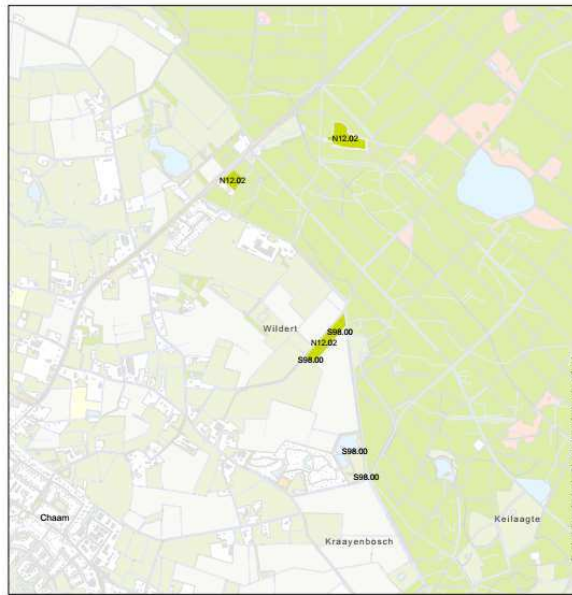 N12.02
N12.02
Wildert
S98.00
N12.02
S98.00
S98.00
S98.00
Chaam
Keilaagte
Kraayenbosch